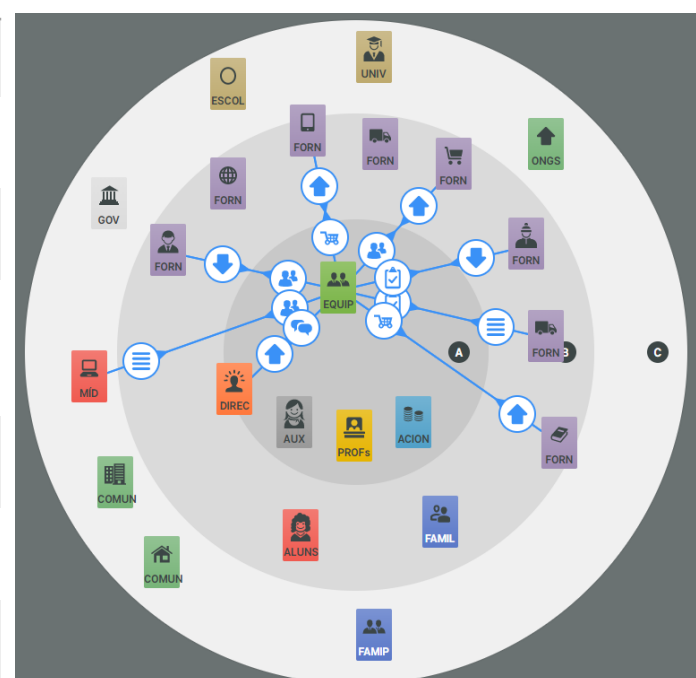 UNIV
ESCOL
FORN
FORN
ONGS
FORN
FORN
GOV
FORN
FORN
EQUIP
FORN
A
B
C
MÍD
DIREC
AUX
PROFs
ACION
FORN
COMUN
FAMIL
ALUNS
COMUN
FAMIP